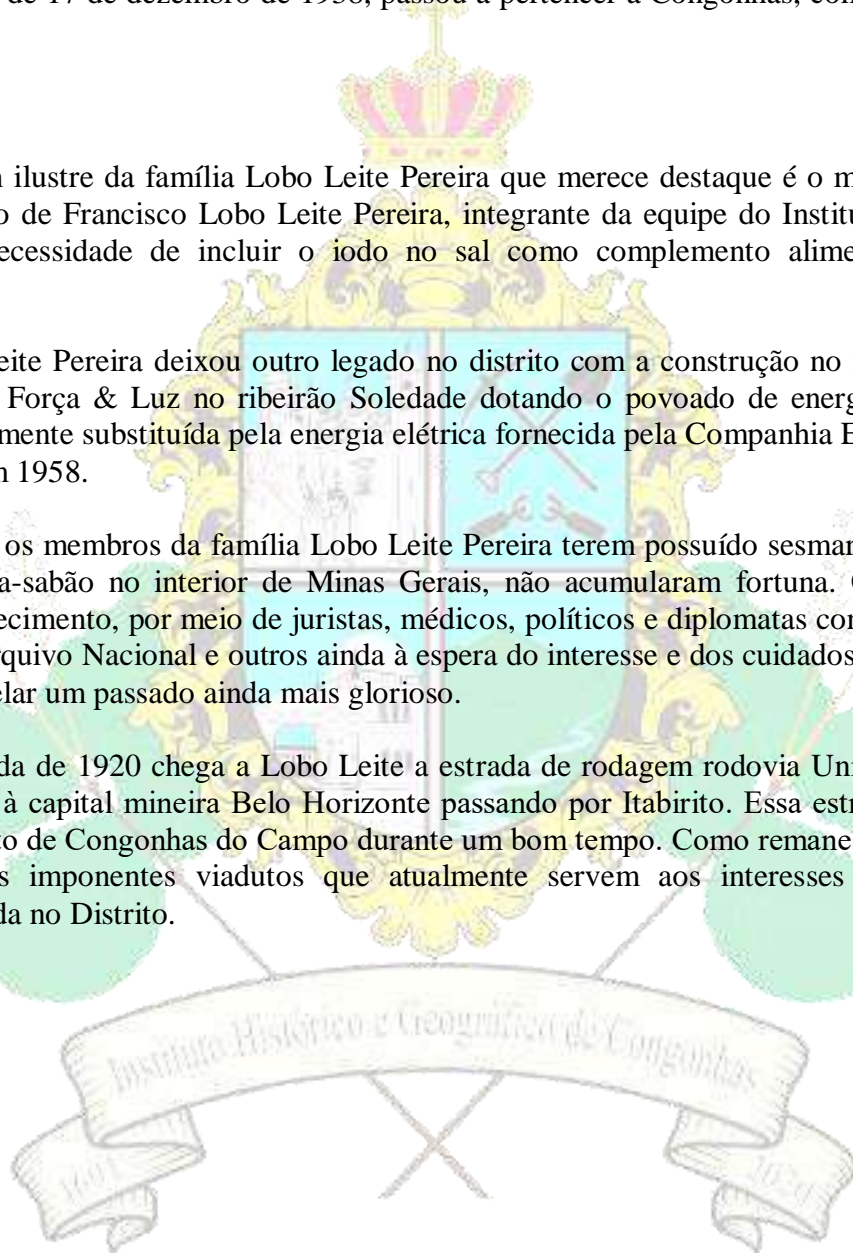 de 17 de dezembro de 1938, passou a pertencer a Congonhas, con
ilustre da família Lobo Leite Pereira que merece destaque é o m
o de Francisco Lobo Leite Pereira, integrante da equipe do Institu
ecessidade de incluir o iodo no sal como complemento alime
eite Pereira deixou outro legado no distrito com a construção no
Força & Luz no ribeirão Soledade dotando o povoado de energ
mente substituída pela energia elétrica fornecida pela Companhia E
1958.
os membros da família Lobo Leite Pereira terem possuído sesmar
a-sabão no interior de Minas Gerais, não acumularam fortuna.
ecimento, por meio de juristas, médicos, políticos e diplomatas con
rquivo Nacional e outros ainda à espera do interesse e dos cuidados
elar um passado ainda mais glorioso.
da de 1920 chega a Lobo Leite a estrada de rodagem rodovia Uni
à capital mineira Belo Horizonte passando por Itabirito. Essa estr
to de Congonhas do Campo durante um bom tempo. Como remane
s imponentes viadutos que atualmente servem aos interesses
da no Distrito.
Instituto Histórico e Geográfico de Congonhas